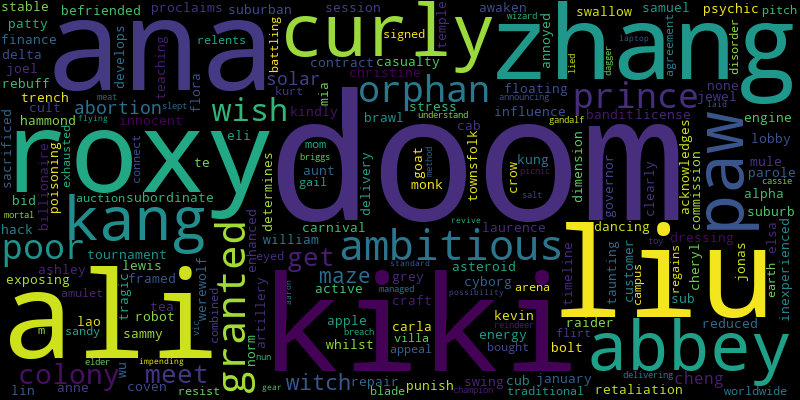 stable befriended proclaims suburban session awaken wizard swallow samuel psychic pitch
patty relents battling signed temple annoyed lied dagger laptop agreement disorder
finance develops teaching ana curly zhang
delta contract casualty
joel solar christine orphan floating none
rebuff flora kurt mia prince jewel laid
trench abortion meat wish kindly stress influence bandit license engine
cult slept announcing
hammond innocent eli brawl understand cab gandalf lobby
sacrificed flying roxy doom paw
exhausted connect te mom goat method crow kung dimension governor clearly acknowledges commission mule
billionaire poisoning briggs aunt delivery monk townsfolk picnic parole
determines gail salt cassie
bid auction subordinate alpha
mortal kang carnival revive laurence dancing suburb
hack william ambitious
poor tournament granted enhanced eyed get standard asteroid timeline taunting customer toy dressing elsa
ashley lewis werewolf maze grey cyborg campus regains cheryl jonas earth inexperienced
exposing framed tragic artillery active managed possibility arena sub
amulet tea combined aaron craft liu
ali robot vic kiki
m lao apple breach carla kevin reindeer raider reduced
sandy sammy norm whilst villa energy flirt
elder impending appeal bought bolt abbey
colony wu meet nun witch repair punish swing cub january cheng
lin anne coven resist gear blade champion traditional delivering retaliation worldwide